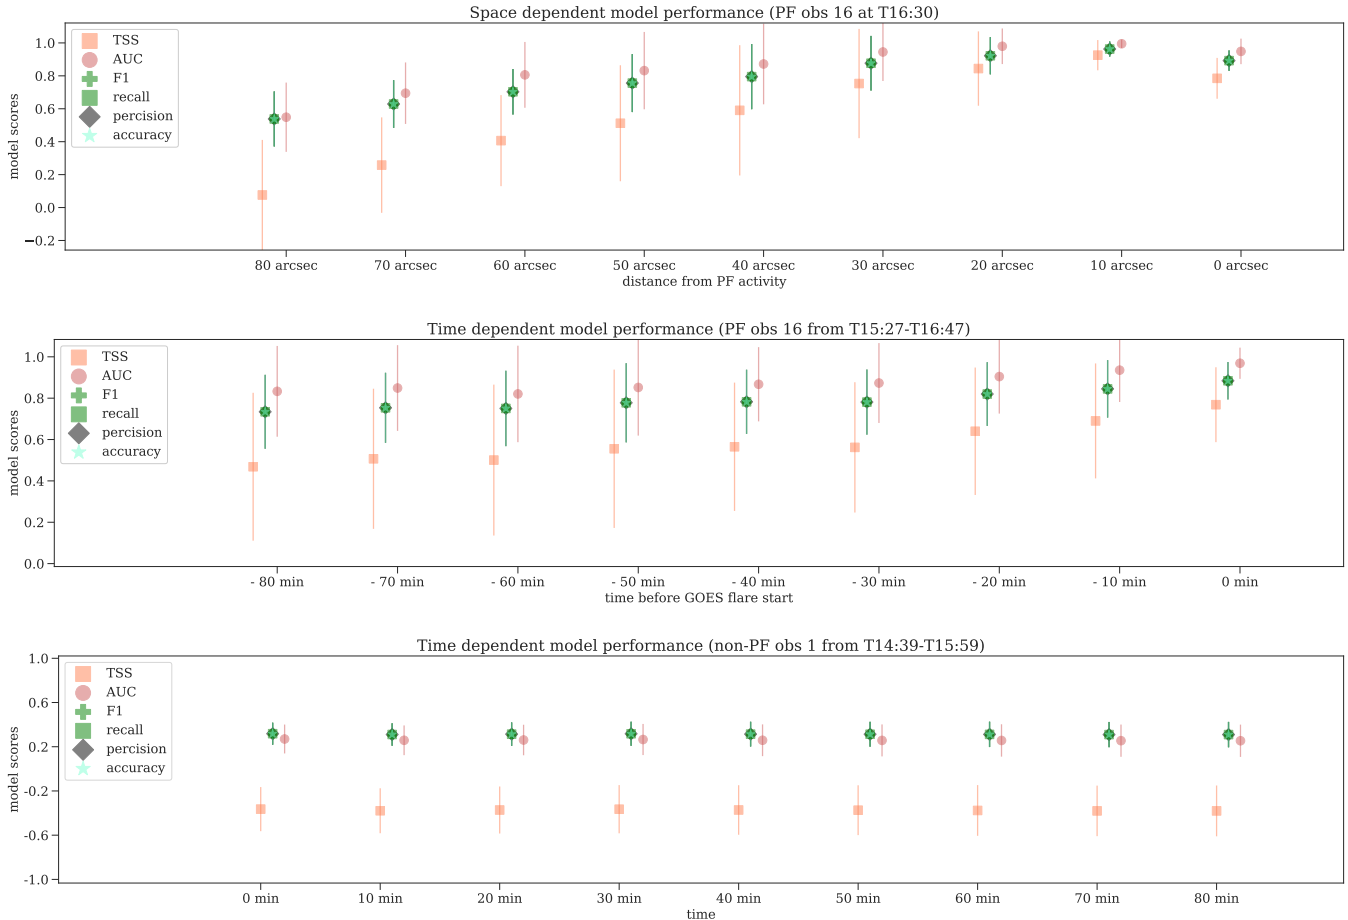 Space dependent model performance (PF obs 16 at T16:30)
TSS
AUC
F1
recall
percision
accuracy
model scores
1.0
0.8
0.6
0.4
0.2
0.0
−0.2
80 arcsec 70 arcsec 60 arcsec 50 arcsec 40 arcsec 30 arcsec 20 arcsec 10 arcsec 0 arcsec
distance from PF activity
Time dependent model performance (PF obs 16 from T15:27-T16:47)
TSS
AUC
F1
recall
percision
accuracy
model scores
1.0
0.8
0.6
0.4
0.2
0.0
- 80 min - 70 min - 60 min - 50 min - 40 min - 30 min - 20 min - 10 min 0 min
time before GOES flare start
Time dependent model performance (non-PF obs 1 from T14:39-T15:59)
TSS
AUC
F1
recall
percision
accuracy
model scores
1.0
0.6
0.2
-0.2
-0.6
-1.0
0 min 10 min 20 min 30 min 40 min 50 min 60 min 70 min 80 min
time